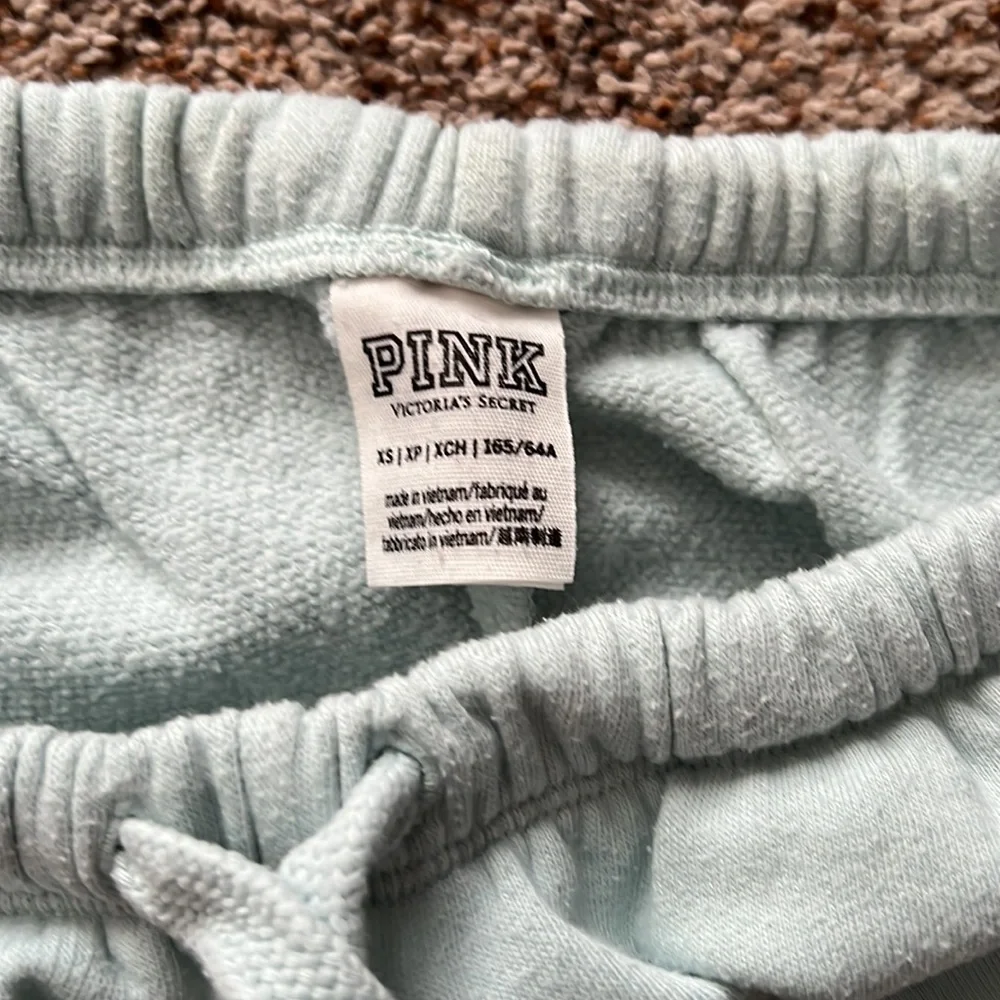 PINK
VICTORIA'S SECRET
XS | XP | XCH | 165/64A
made in vietnam/fabriqué au
vietnam/hecho en vietnam/
fabbricato in vietnam/越南制造